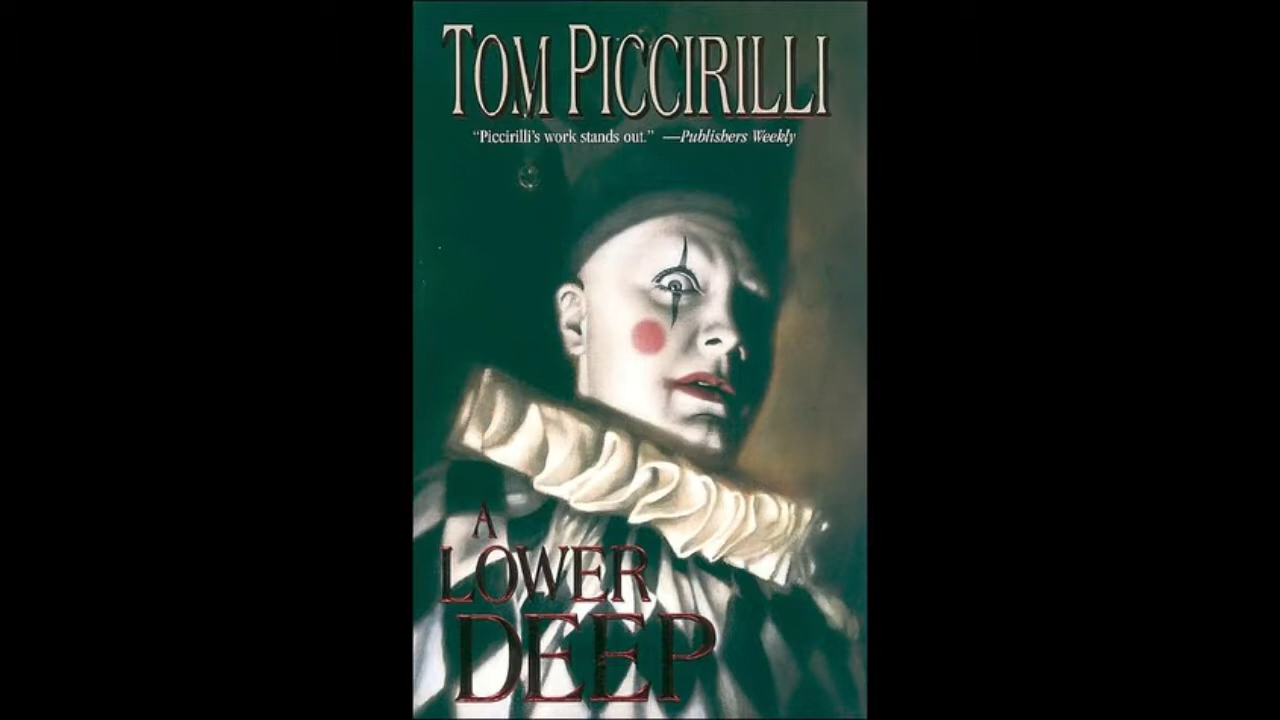 TOM PICCIRILLI
“Piccirilli’s work stands out.” —Publishers Weekly
A
LOWER
DEEP